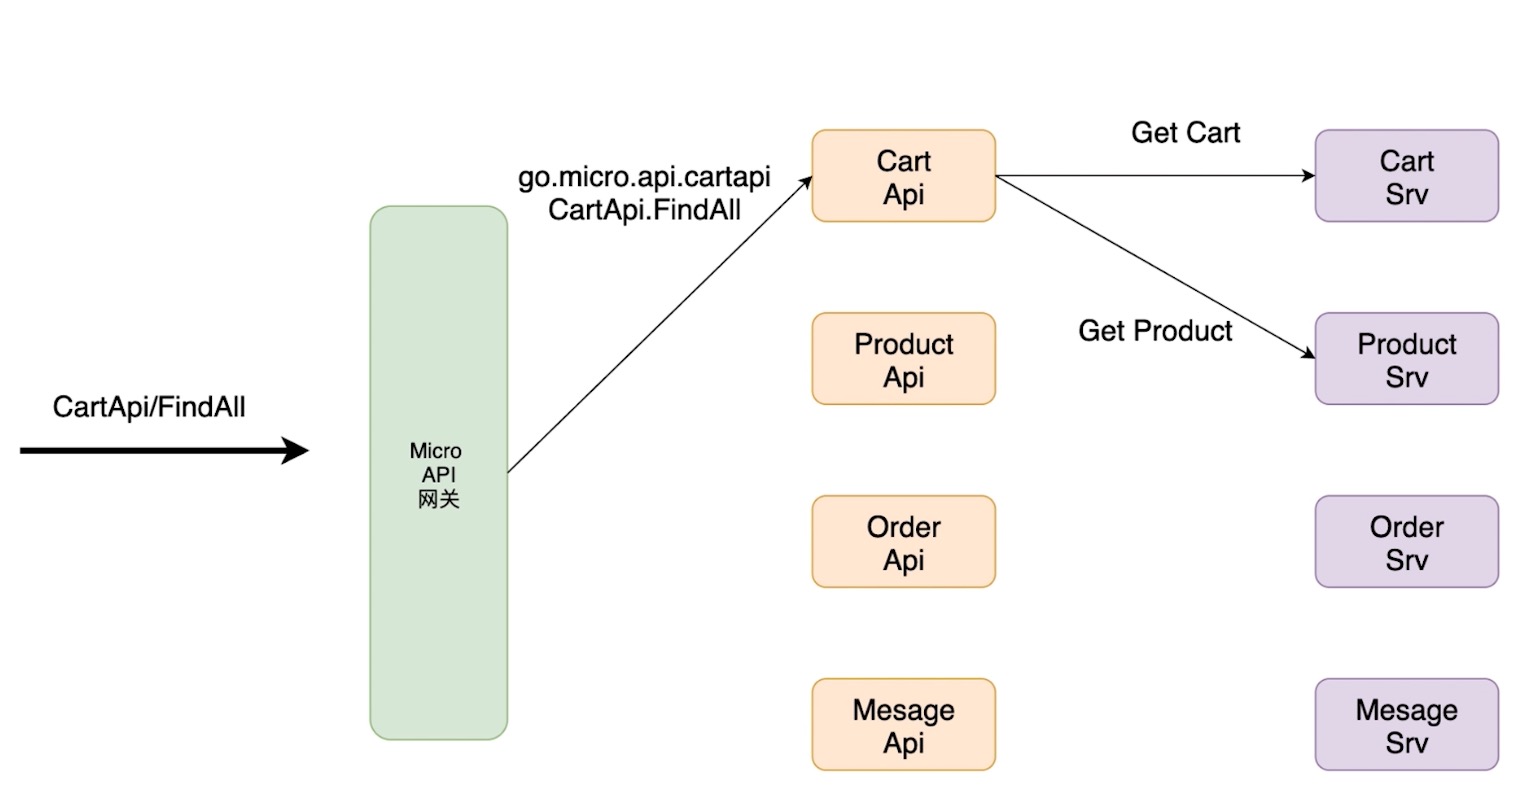 CartApi/FindAll
Micro
API
网关
go.micro.api.cartapi
CartApi.FindAll
Cart
Api
Get Cart
Cart
Srv
Product
Api
Get Product
Product
Srv
Order
Api
Order
Srv
Mesage
Api
Mesage
Srv